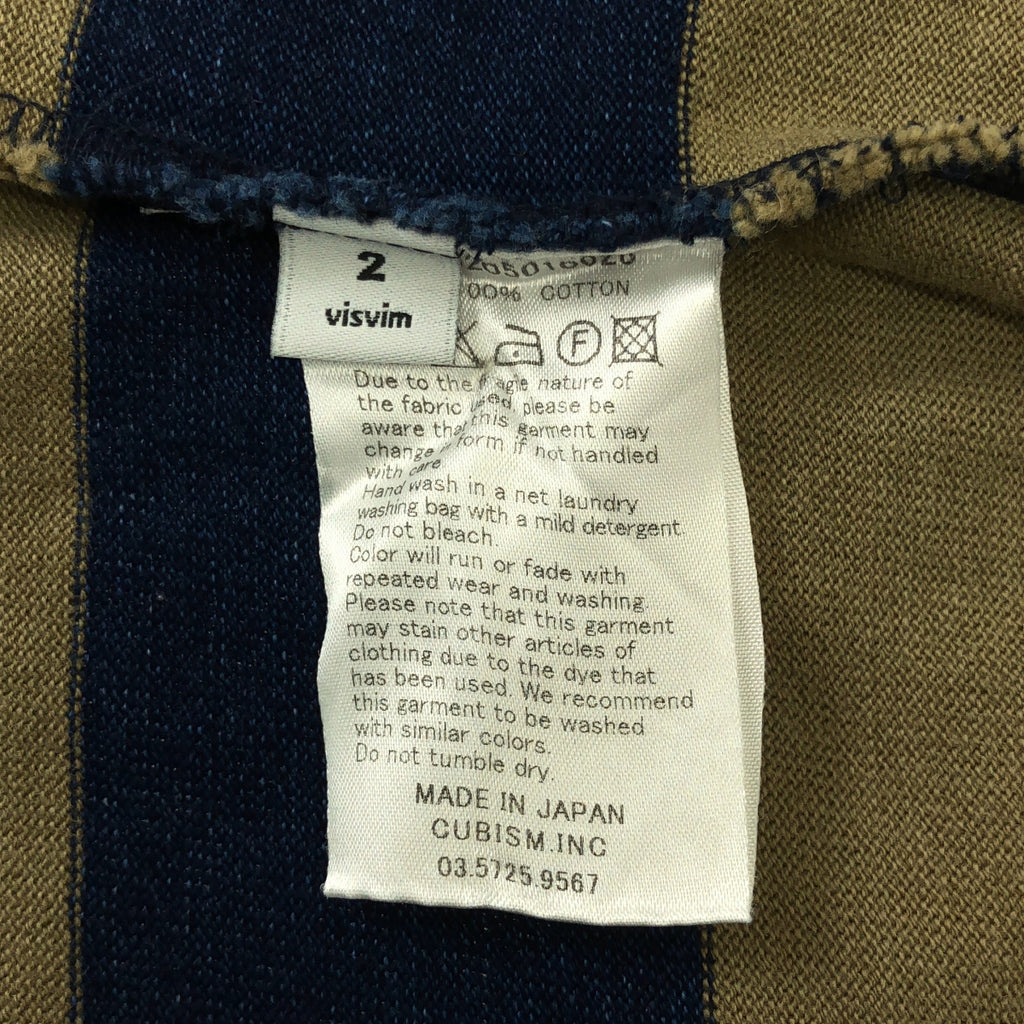 2
visvim
COTTON
F
Due to the fragile nature of
the fabric used, please be
aware that this garment may
change form if not handled
with care
Hand wash in a net laundry
washing bag with a mild detergent.
Do not bleach.
Color will run or fade with
repeated wear and washing.
Please note that this garment
may stain other articles of
clothing due to the dye that
has been used. We recommend
this garment to be washed
with similar colors.
Do not tumble dry.
MADE IN JAPAN
CUBISM.INC
03.5725.9567